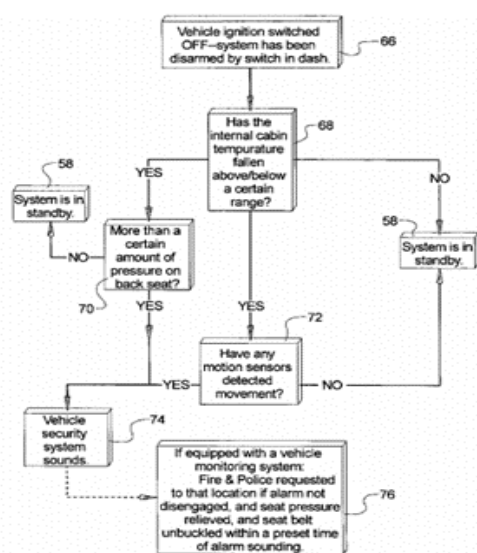 Vehicle ignition switched
OFF--system has been
disarmed by switch in dash.
66
Has the
internal cabin
tempurature
fallen
above/below
a certain
range?
68
YES
NO
58
System is in
standby.
58
System is in
standby.
More than a
certain
amount of
pressure on
back seat?
NO
70
YES
YES
72
Have any
motion sensors
detected
movement?
YES
NO
Vehicle
security
system
sounds.
74
If equipped with a vehicle
monitoring system:
Fire & Police requested
to that location if alarm not
disengaged, and seat pressure
relieved, and seat belt
unbuckled within a preset time
of alarm sounding.
76